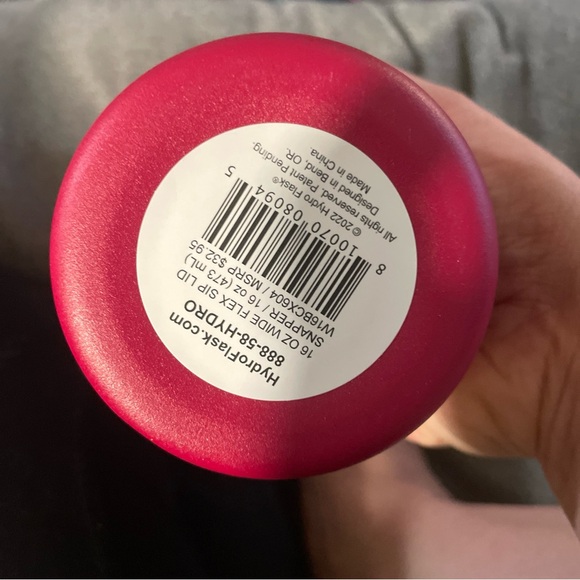 HydroFlask.com
888-58-HYDRO
16 OZ WIDE FLEX SIP LID
SNAPPER / 16 oz (473 mL)
W16BCX604 / MSRP $32.95
8 10070 08094 5
©2022 Hydro Flask®
All rights reserved. Patent Pending.
Designed in Bend, OR.
Made in China.